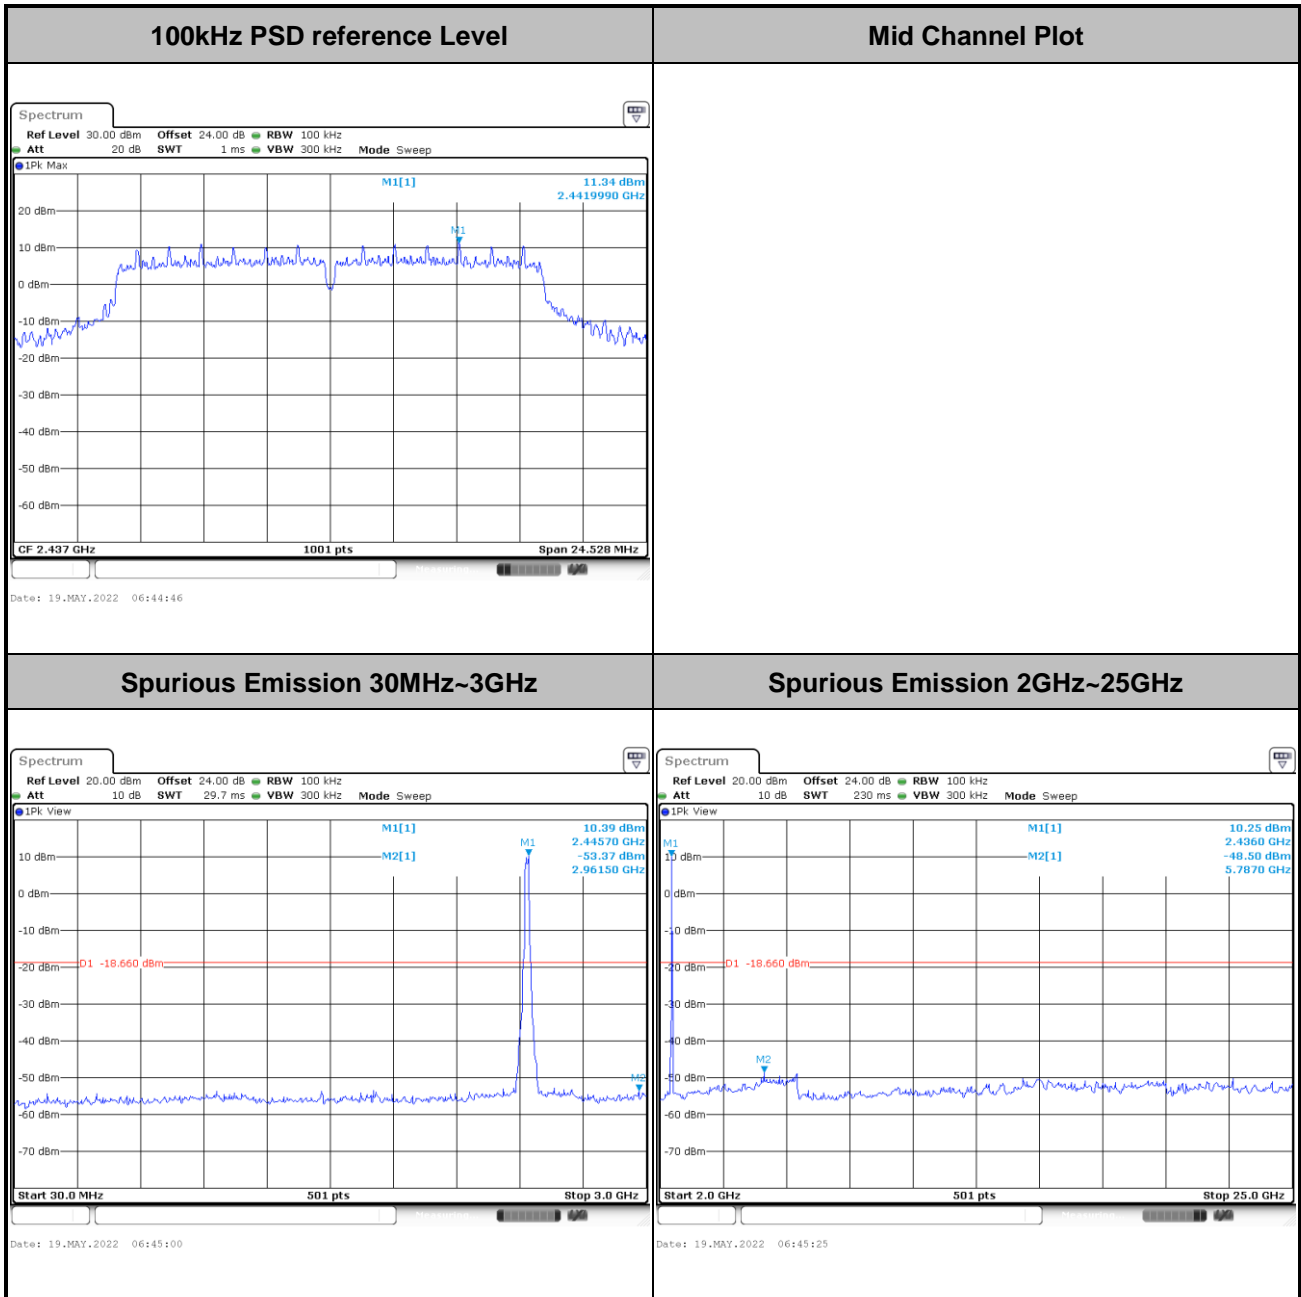 100kHz PSD reference Level
Mid Channel Plot
Spectrum
Ref Level 30.00 dBm Offset 24.00 dB RBW 100 kHz
Att 20 dB SWT 1 ms VBW 300 kHz Mode Sweep
1Pk Max
M1[1] 11.34 dBm
2.4419990 GHz
20 dBm
M1
10 dBm
0 dBm
-10 dBm
-20 dBm
-30 dBm
-40 dBm
-50 dBm
-60 dBm
CF 2.437 GHz 1001 pts Span 24.528 MHz
Date: 19.MAY.2022 06:44:46
Spurious Emission 30MHz~3GHz
Spurious Emission 2GHz~25GHz
Spectrum
Ref Level 20.00 dBm Offset 24.00 dB RBW 100 kHz
Att 10 dB SWT 29.7 ms VBW 300 kHz Mode Sweep
1Pk View
M1[1] 10.39 dBm
2.44570 GHz
M1
M2[1] -53.37 dBm
2.96150 GHz
10 dBm
0 dBm
-10 dBm
D1 -18.660 dBm
-20 dBm
-30 dBm
-40 dBm
-50 dBm
M2
-60 dBm
-70 dBm
Start 30.0 MHz 501 pts Stop 3.0 GHz
Date: 19.MAY.2022 06:45:00
Spectrum
Ref Level 20.00 dBm Offset 24.00 dB RBW 100 kHz
Att 10 dB SWT 230 ms VBW 300 kHz Mode Sweep
1Pk View
M1[1] 10.25 dBm
2.4360 GHz
M1
M2[1] -48.50 dBm
5.7870 GHz
10 dBm
0 dBm
-10 dBm
D1 -18.660 dBm
-20 dBm
-30 dBm
-40 dBm
M2
-50 dBm
-60 dBm
-70 dBm
Start 2.0 GHz 501 pts Stop 25.0 GHz
Date: 19.MAY.2022 06:45:25